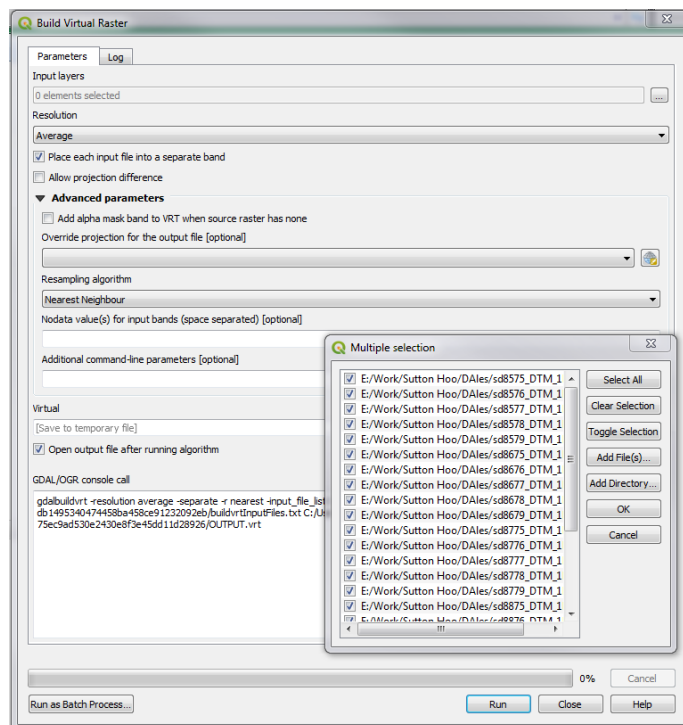 Build Virtual Raster
Parameters
Log
Input layers
0 elements selected
...
Resolution
Average
Place each input file into a separate band
Allow projection difference
Advanced parameters
Add alpha mask band to VRT when source raster has none
Override projection for the output file [optional]
Resampling algorithm
Nearest Neighbour
Nodata value(s) for input bands (space separated) [optional]
Additional command-line parameters [optional]
Virtual
[Save to temporary file]
Open output file after running algorithm
GDAL/OGR console call
gdalbuildvrt -resolution average -separate -r nearest -input_file_list
db1495340474458ba458ce91232092eb/buildvrtInputFiles.txt C:/Us
75ec9ad530e2430e8f3e45dd11d28926/OUTPUT.vrt
Multiple selection
E:/Work/Sutton Hoo/DAles/sd8575_DTM_1
E:/Work/Sutton Hoo/DAles/sd8576_DTM_1
E:/Work/Sutton Hoo/DAles/sd8577_DTM_1
E:/Work/Sutton Hoo/DAles/sd8578_DTM_1
E:/Work/Sutton Hoo/DAles/sd8579_DTM_1
E:/Work/Sutton Hoo/DAles/sd8675_DTM_1
E:/Work/Sutton Hoo/DAles/sd8676_DTM_1
E:/Work/Sutton Hoo/DAles/sd8677_DTM_1
E:/Work/Sutton Hoo/DAles/sd8678_DTM_1
E:/Work/Sutton Hoo/DAles/sd8679_DTM_1
E:/Work/Sutton Hoo/DAles/sd8775_DTM_1
E:/Work/Sutton Hoo/DAles/sd8776_DTM_1
E:/Work/Sutton Hoo/DAles/sd8777_DTM_1
E:/Work/Sutton Hoo/DAles/sd8778_DTM_1
E:/Work/Sutton Hoo/DAles/sd8779_DTM_1
E:/Work/Sutton Hoo/DAles/sd8875_DTM_1
E:/Work/Sutton Hoo/DAles/sd8876_DTM_1
Select All
Clear Selection
Toggle Selection
Add File(s)...
Add Directory...
OK
Cancel
0%
Cancel
Run as Batch Process...
Run
Close
Help